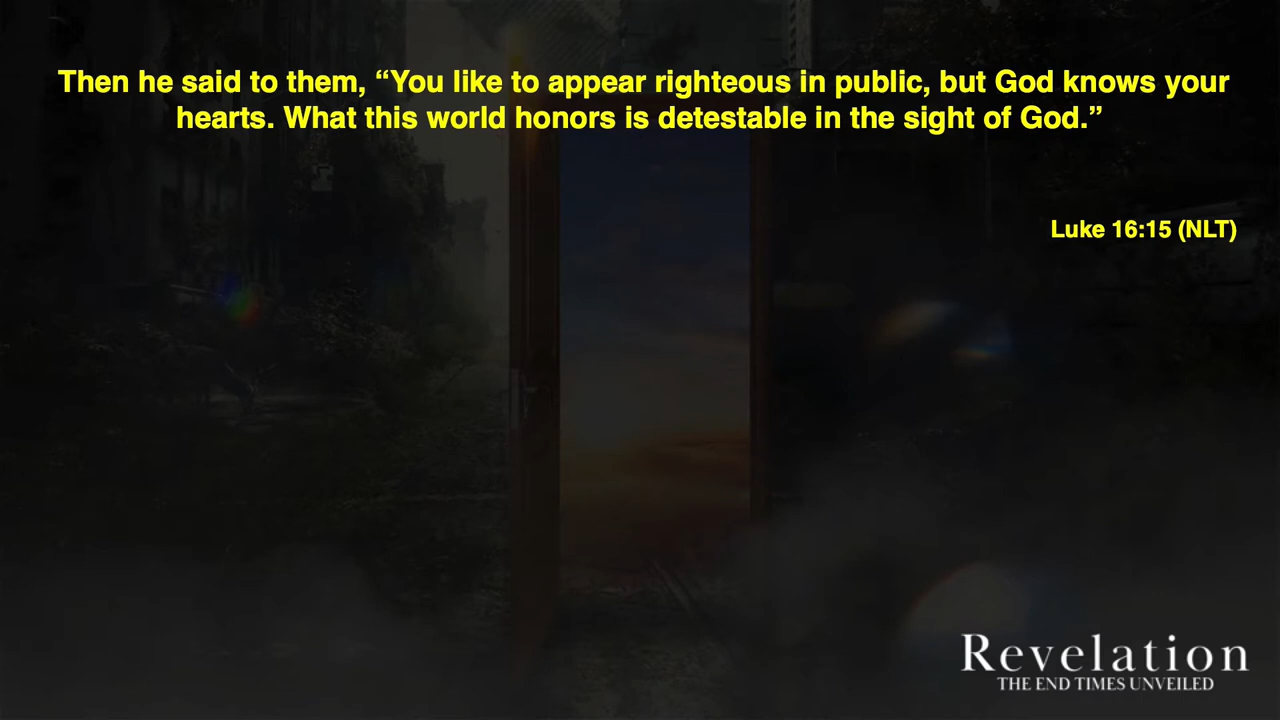 Then he said to them, “You like to appear righteous in public, but God knows your
hearts. What this world honors is detestable in the sight of God.”
Luke 16:15 (NLT)
Revelation
THE END TIMES UNVEILED